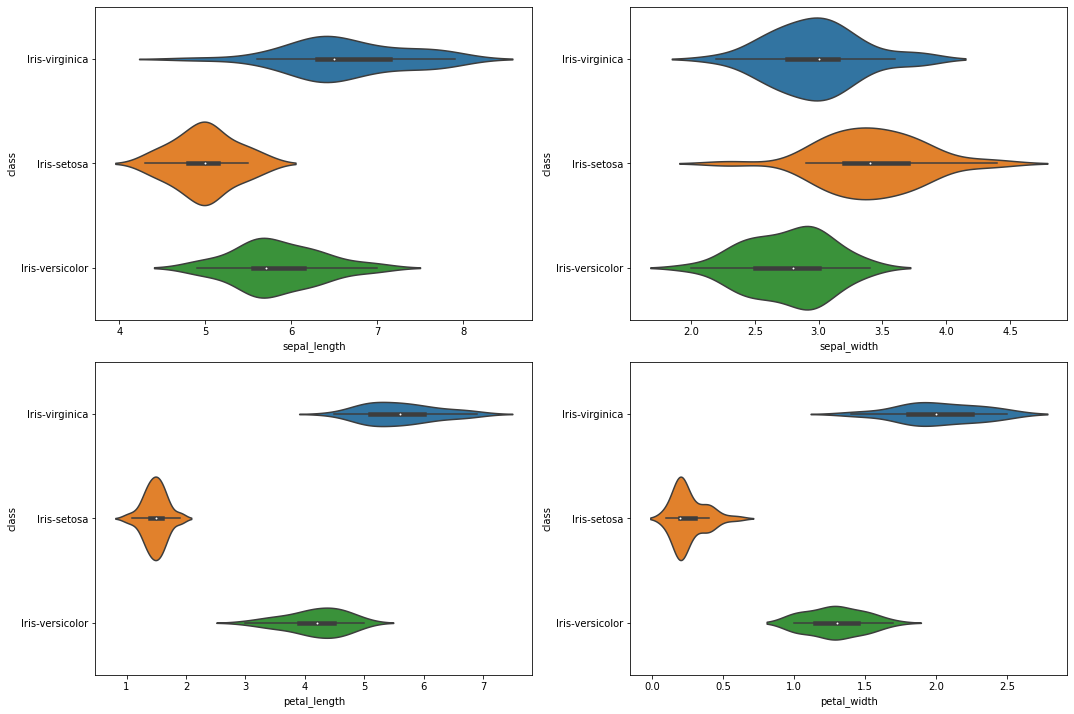 Iris-virginica
Iris-setosa
Iris-versicolor
class
4 5 6 7 8
sepal_length
Iris-virginica
Iris-setosa
Iris-versicolor
class
2.0 2.5 3.0 3.5 4.0 4.5
sepal_width
Iris-virginica
Iris-setosa
Iris-versicolor
class
1 2 3 4 5 6 7
petal_length
Iris-virginica
Iris-setosa
Iris-versicolor
class
0.0 0.5 1.0 1.5 2.0 2.5
petal_width